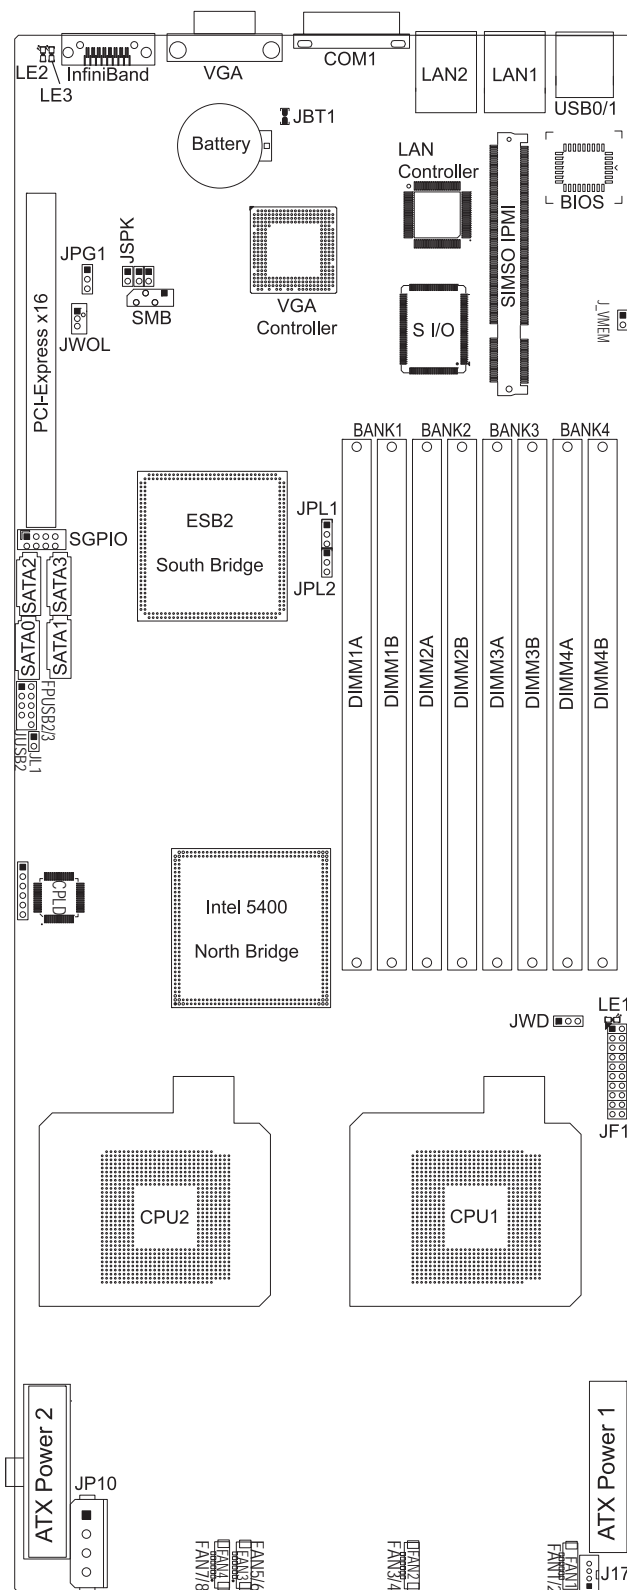 LE2
LE3
InfiniBand
VGA
COM1
LAN2
LAN1
USB0/1
JBT1
Battery
LAN
Controller
BIOS
SIMSO IPMI
JPG1
JSPK
SMB
JWOL
PCI-Express x16
VGA
Controller
S I/O
J_VMEM
BANK1
BANK2
BANK3
BANK4
ESB2
South Bridge
JPL1
JPL2
SGPIO
SATA2
SATA3
SATA0
SATA1
FPUSB2/3
JUSB2
JL1
DIMM1A
DIMM1B
DIMM2A
DIMM2B
DIMM3A
DIMM3B
DIMM4A
DIMM4B
CPLD
Intel 5400
North Bridge
LE1
JWD
JF1
CPU2
CPU1
ATX Power 2
ATX Power 1
JP10
FAN7/8
FAN4
FAN3
FAN5/6
FAN3/4
FAN2
FAN1/2
FAN1
J17